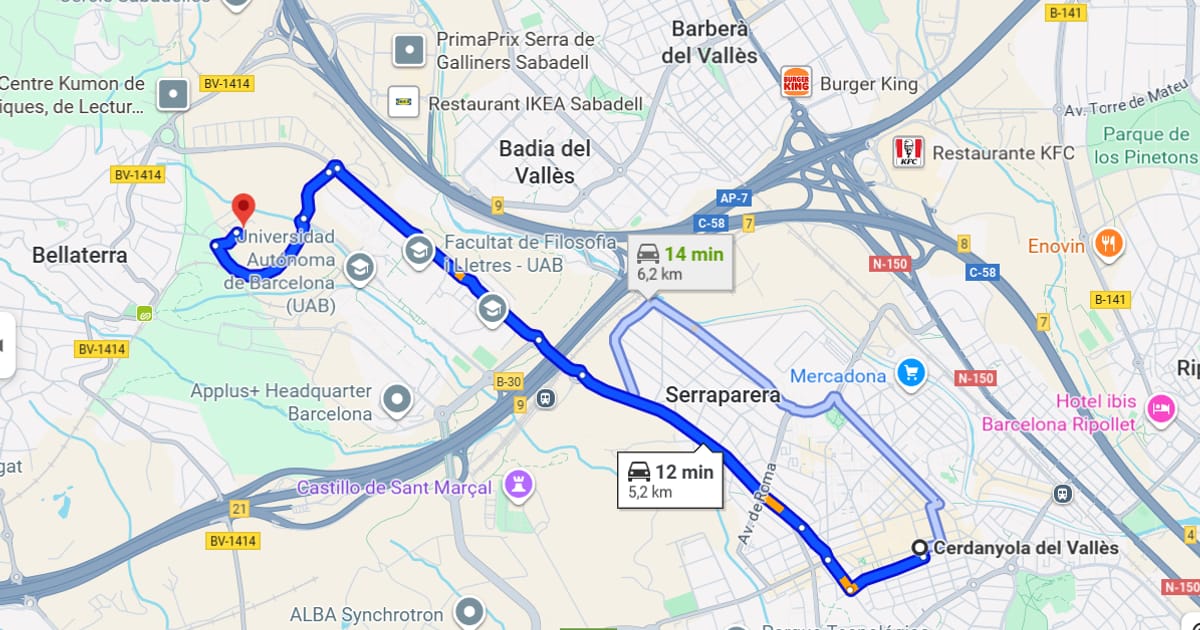 B-141
PrimaPrix Serra de
Galliners Sabadell
Barberà
del Vallès
Centre Kumon de
iques, de Lectur...
BV-1414
Restaurant IKEA Sabadell
BURGER
KING
Burger King
Av. Torre de Mateu
Parque de
los Pinetons
Badia del
Vallès
KFC
Restaurante KFC
BV-1414
9
AP-7
C-58
7
8
Bellaterra
Universidad
Autònoma
de Barcelona
(UAB)
Facultat de Filosofia
i Lletres - UAB
14 min
6,2 km
N-150
C-58
Enovin
B-141
7
BV-1414
B-30
9
Applus+ Headquarter
Barcelona
Serraparera
Mercadona
N-150
Hotel ibis
Barcelona Ripollet
12 min
5,2 km
Castillo de Sant Marçal
Av. de Roma
21
BV-1414
Cerdanyola del Vallès
4
N-150
ALBA Synchrotron